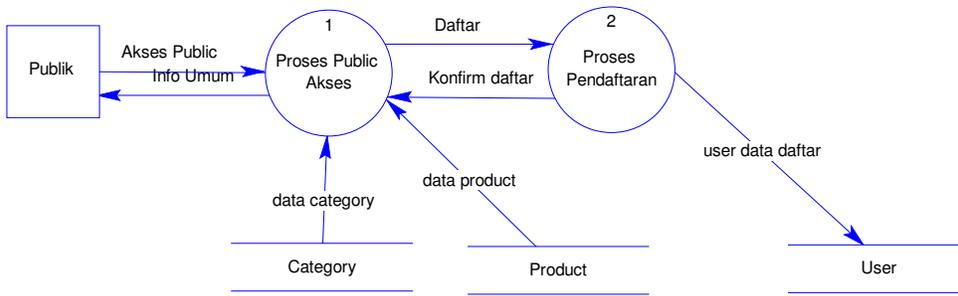 1
2
Publik
Akses Public
Info Umum
Proses Public
Akses
Daftar
Konfirm daftar
Proses
Pendaftaran
user data daftar
data category
data product
Category
Product
User